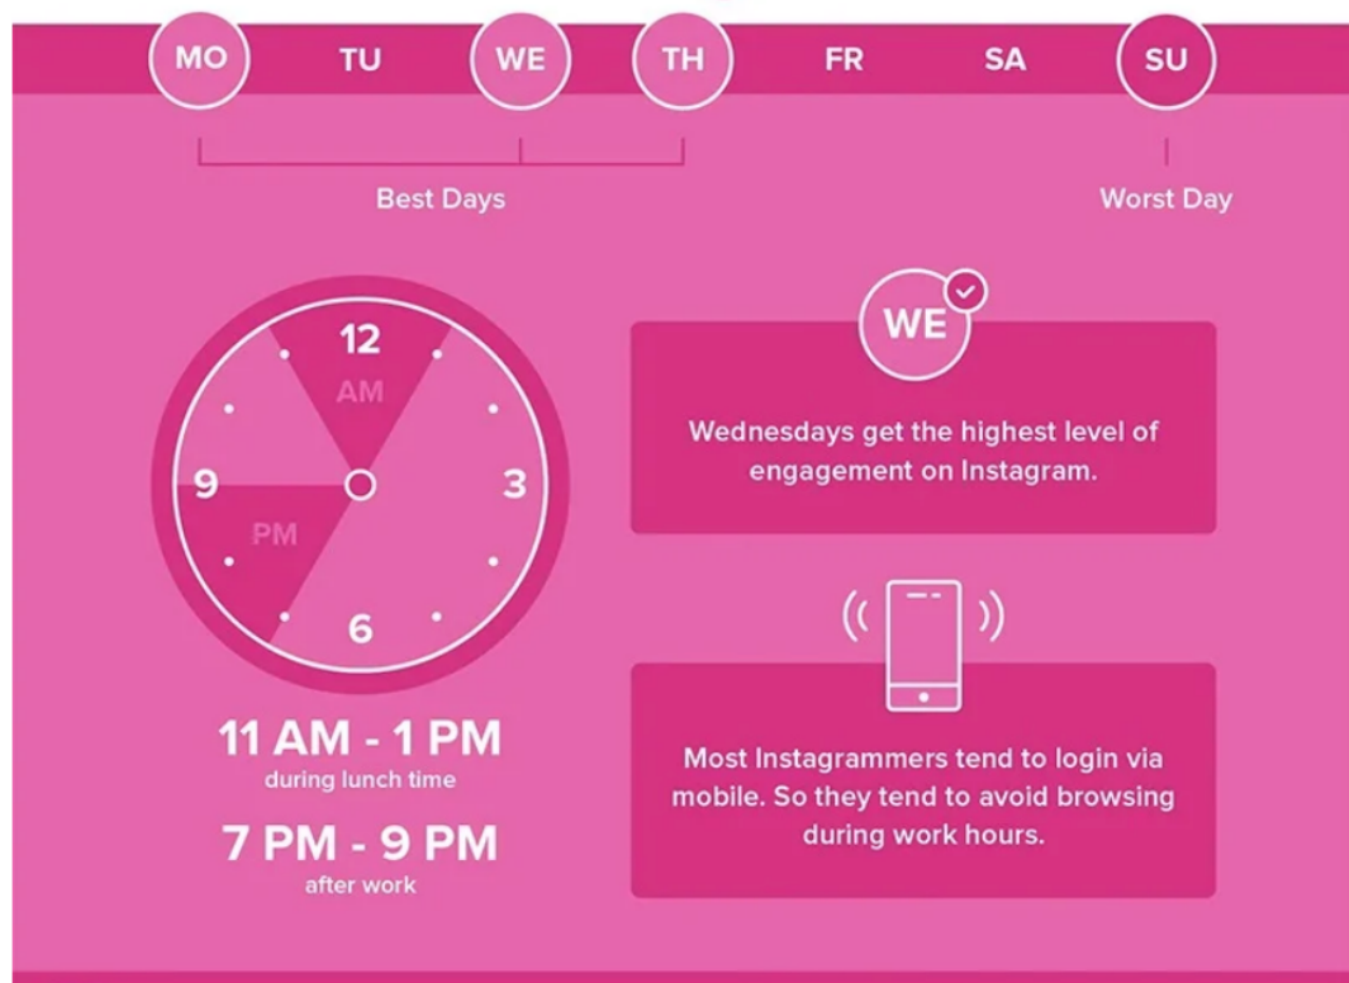 MO TU WE TH FR SA SU
Best Days
Worst Day
12
AM
9
3
PM
6
11 AM - 1 PM
during lunch time
7 PM - 9 PM
after work
WE
Wednesdays get the highest level of
engagement on Instagram.
Most Instagrammers tend to login via
mobile. So they tend to avoid browsing
during work hours.